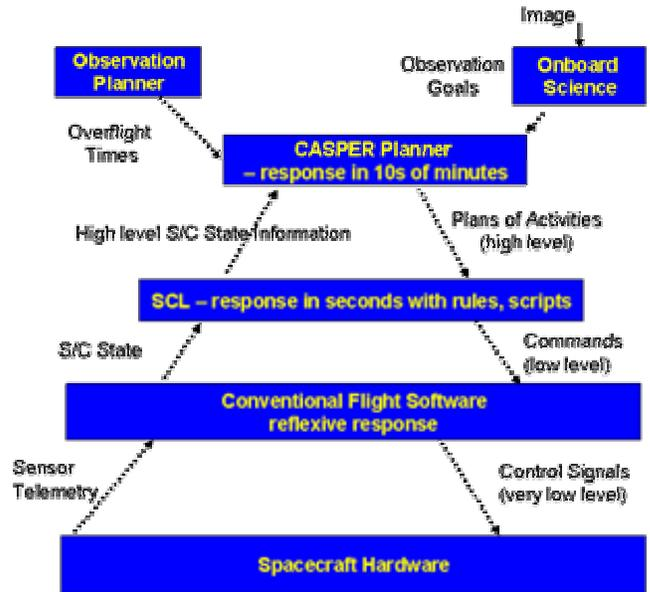 Image
Observation
Planner
Observation
Goals
Onboard
Science
Overflight
Times
CASPER Planner
– response in 10s of minutes
High level S/C State Information
Plans of Activities
(high level)
SCL – response in seconds with rules, scripts
S/C State
Commands
(low level)
Conventional Flight Software
reflexive response
Sensor
Telemetry
Control Signals
(very low level)
Spacecraft Hardware